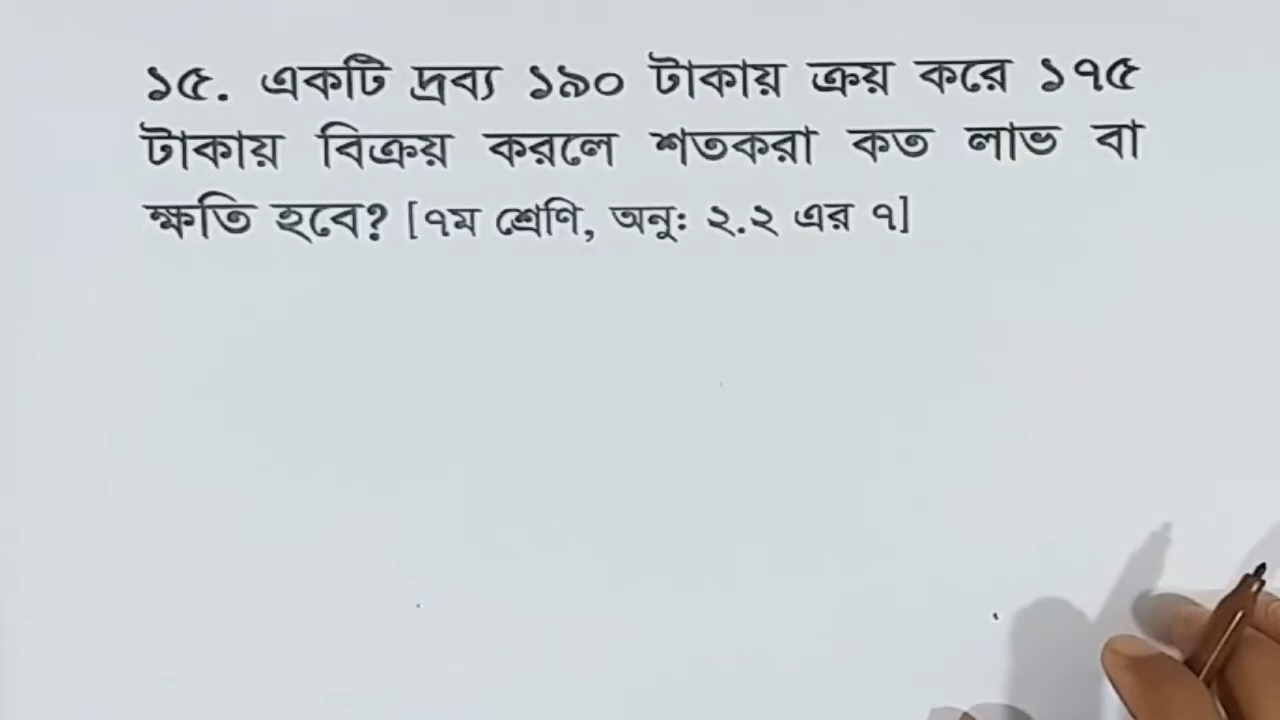 ১৫. একটি দ্রব্য ১৯০ টাকায় ক্রয় করে ১৭৫
টাকায় বিক্রয় করলে শতকরা কত লাভ বা
ক্ষতি হবে? [৭ম শ্রেণি, অনু: ২.২ এর ৭]